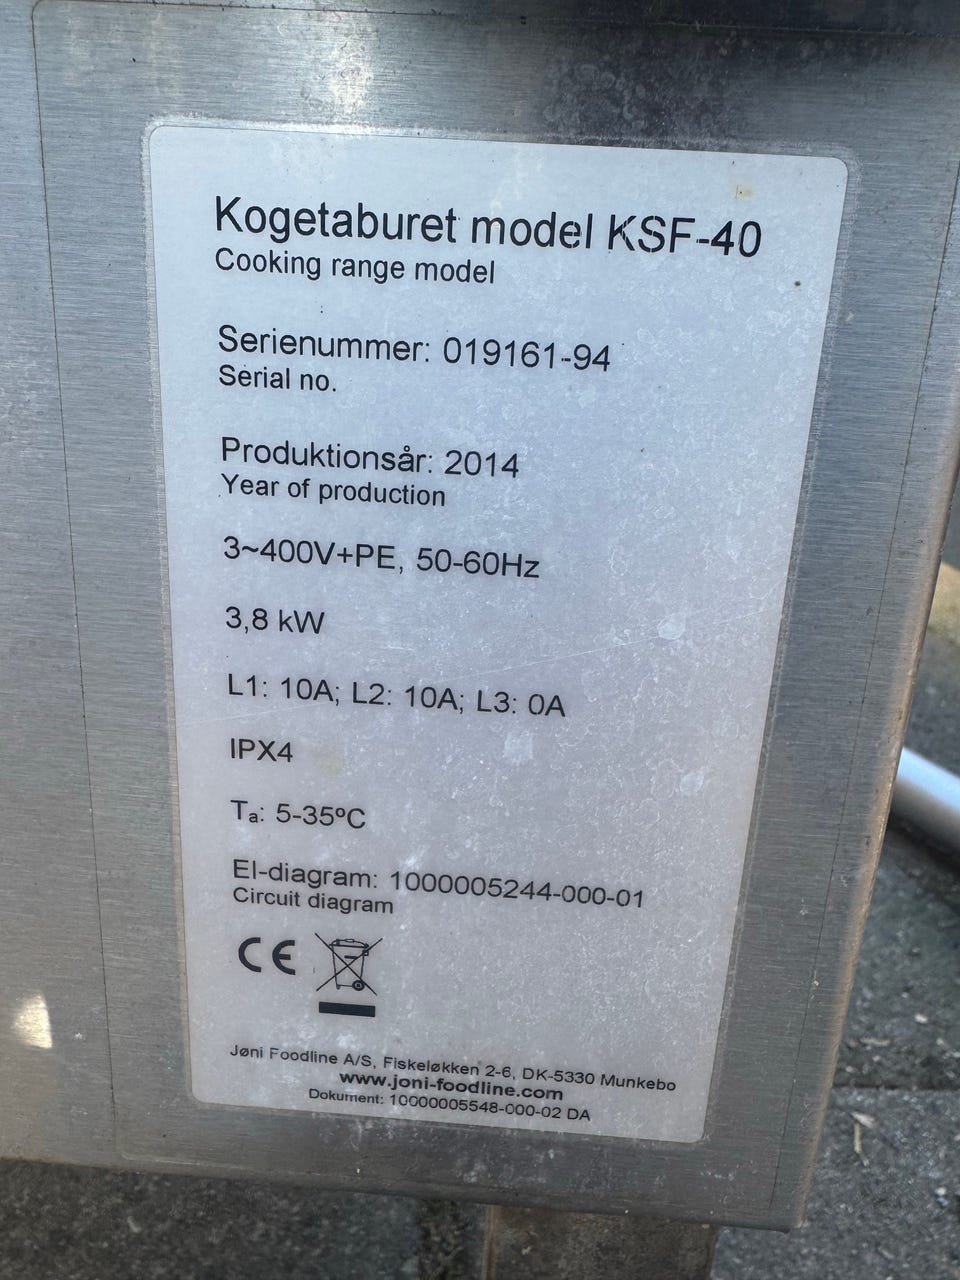 Kogetaburet model KSF-40
Cooking range model
Serienummer: 019161-94
Serial no.
Produktionsår: 2014
Year of production
3~400V+PE, 50-60Hz
3,8 kW
L1: 10A; L2: 10A; L3: 0A
IPX4
Ta: 5-35ºC
El-diagram: 1000005244-000-01
Circuit diagram
CE
Jøni Foodline A/S, Fiskeløkken 2-6, DK-5330 Munkebo
www.joni-foodline.com
Dokument: 10000005548-000-02 DA